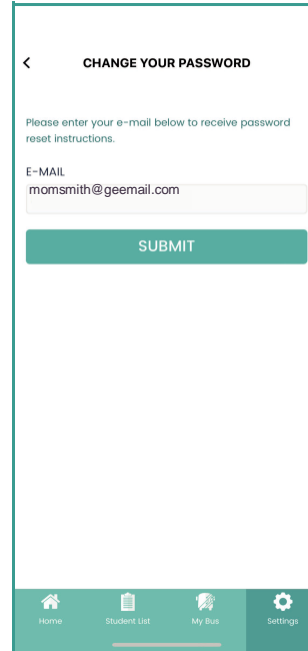 CHANGE YOUR PASSWORD
Please enter your e-mail below to receive password
reset instructions.
E-MAIL
momsmith@geemail.com
SUBMIT
Home
Student List
My Bus
Settings